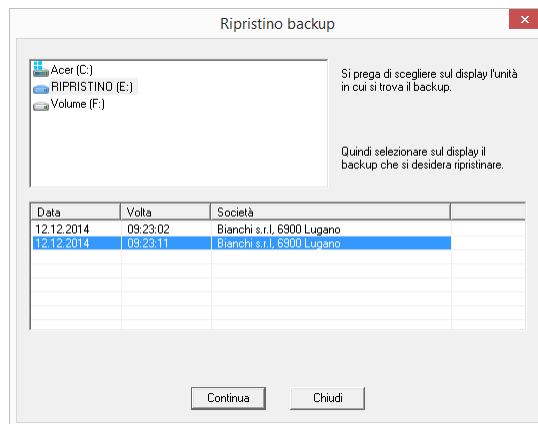 Ripristino backup
Acer (C:)
RIPRISTINO (E:)
Volume (F:)
Si prega di scegliere sul display l'unità
in cui si trova il backup.
Quindi selezionare sul display il
backup che si desidera ripristinare.
Data Volta Società
12.12.2014 09:23:02 Bianchi s.r.l, 6900 Lugano
12.12.2014 09:23:11 Bianchi s.r.l, 6900 Lugano
Continua Chiudi